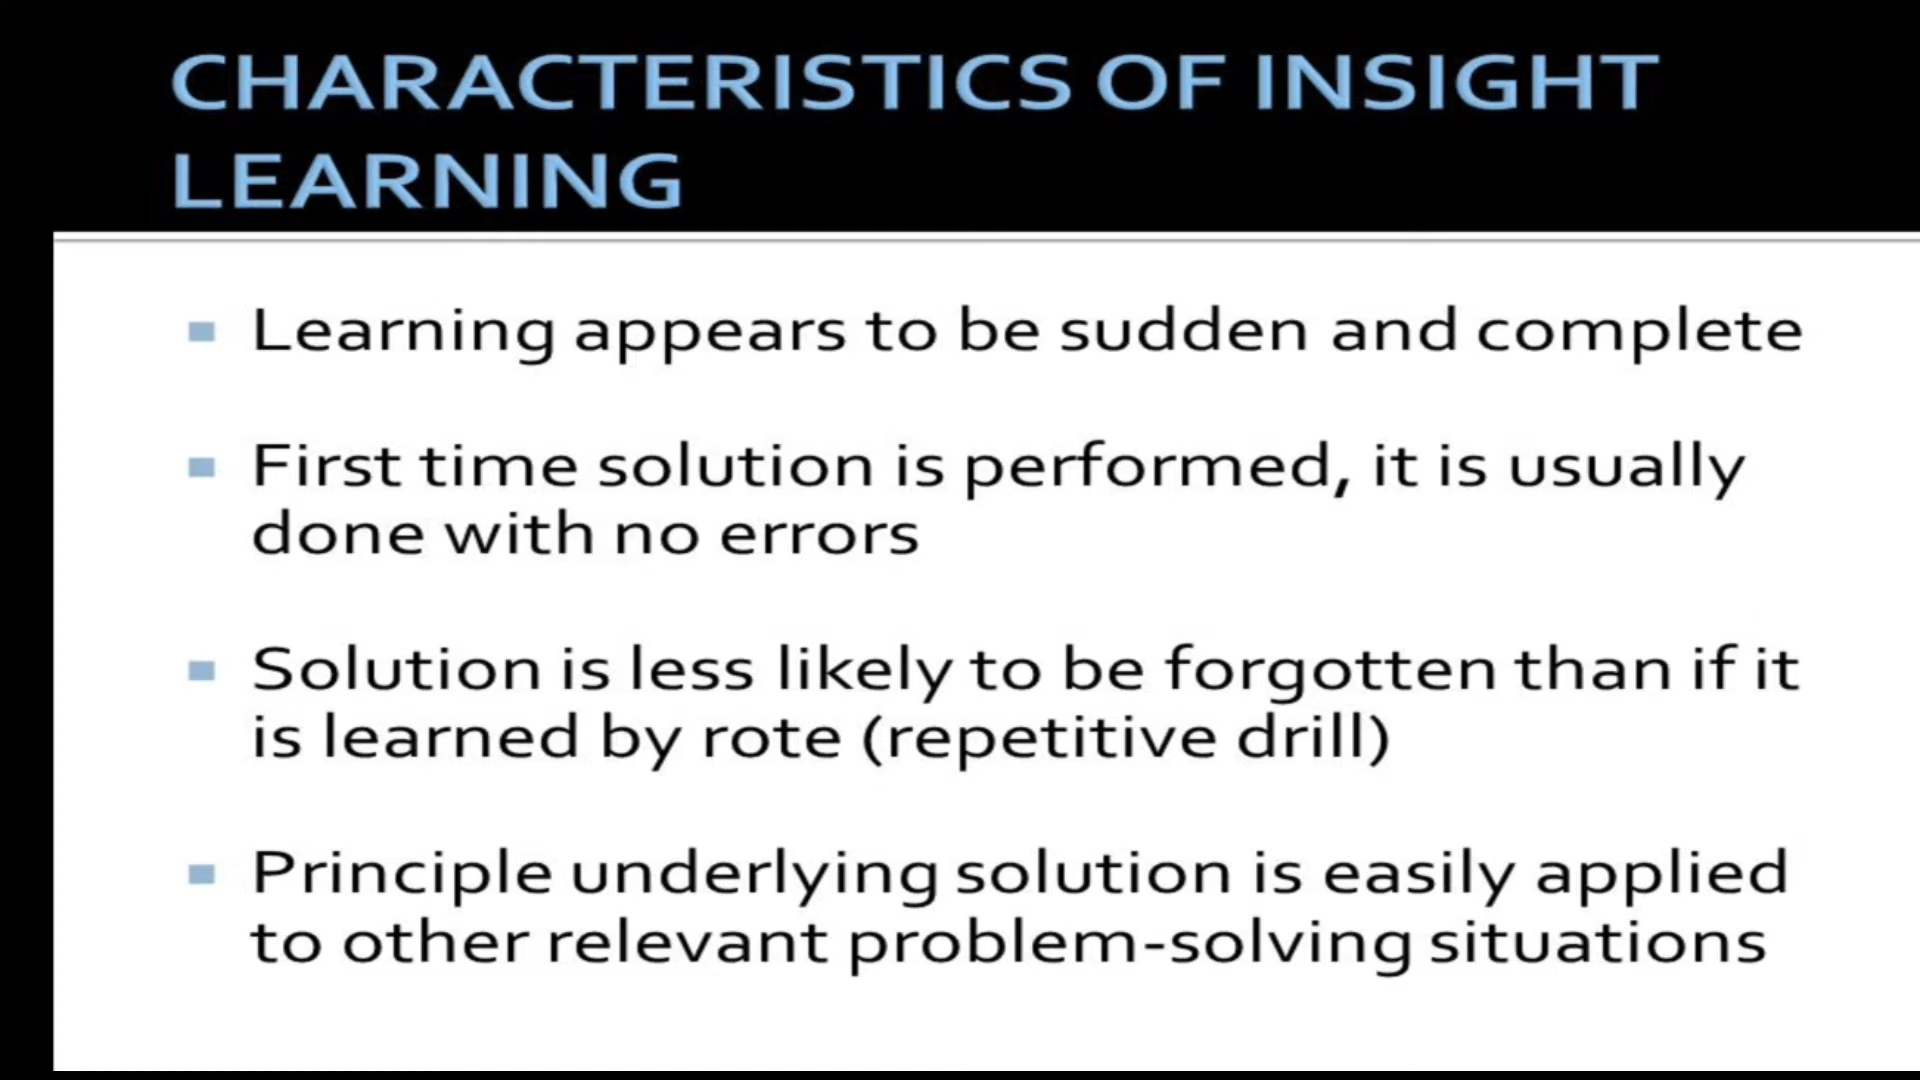 CHARACTERISTICS OF INSIGHT
LEARNING
Learning appears to be sudden and complete
First time solution is performed, it is usually
done with no errors
Solution is less likely to be forgotten than if it
is learned by rote (repetitive drill)
Principle underlying solution is easily applied
to other relevant problem-solving situations